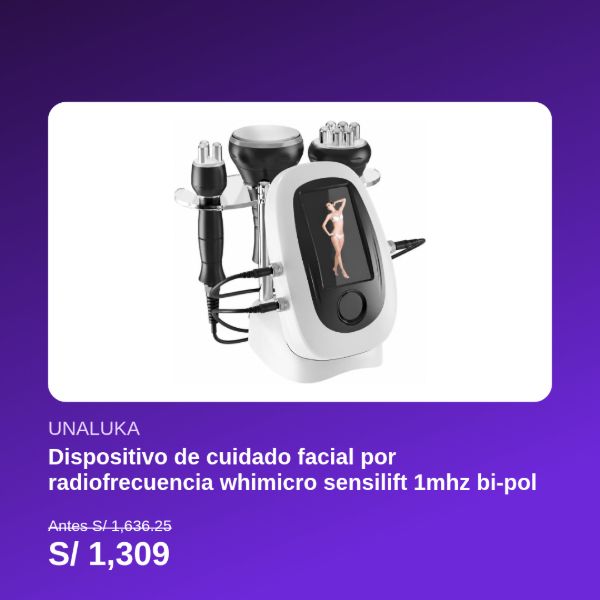 UNALUKA
Dispositivo de cuidado facial por
radiofrecuencia whimicro sensilift 1mhz bi-pol
Antes S/ 1,636.25
S/ 1,309